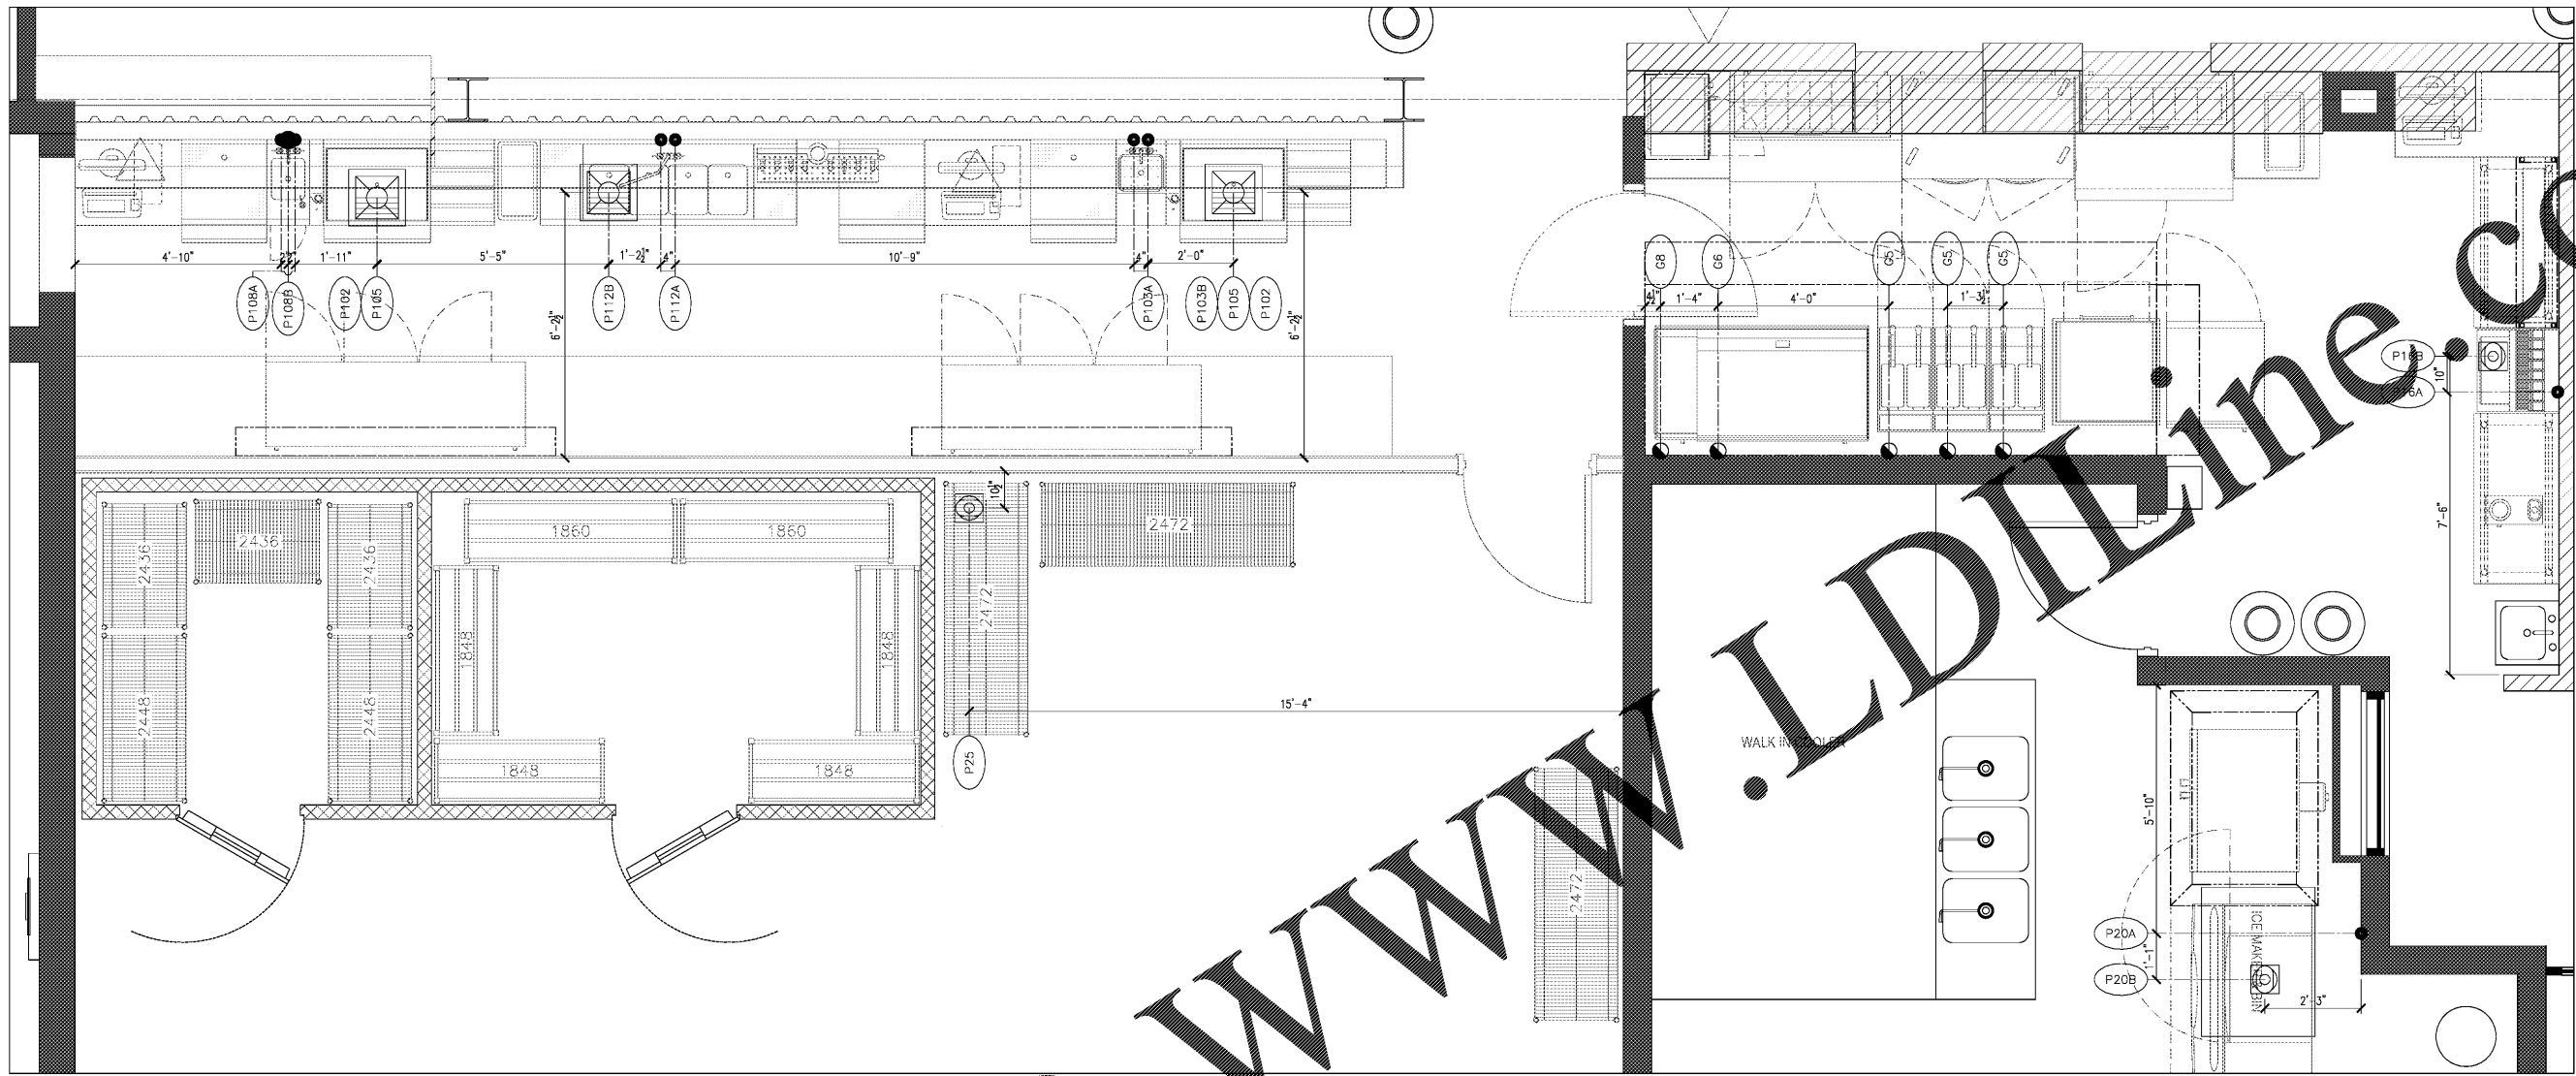 4'-10"
2"
2"
1'-11"
5'-5"
1'-2½"
4"
10'-9"
4"
2'-0"
P108A
P108B
P102
P105
P112B
P112A
P103A
P103B
P105
P102
6'-2½"
6'-2½"
G8
G6
G5
G5
G5
4½"
1'-4"
4'-0"
1'-3½"
P16B
10"
P16A
7'-6"
10½"
2436
2436
2436
2448
2448
1860
1860
1848
1848
1848
1848
2472
2472
2472
15'-4"
P25
WALK IN COOLER
5'-10"
P20A
1'-1"
P20B
2'-3"
ICE MAKER BIN
www.LDILine.co